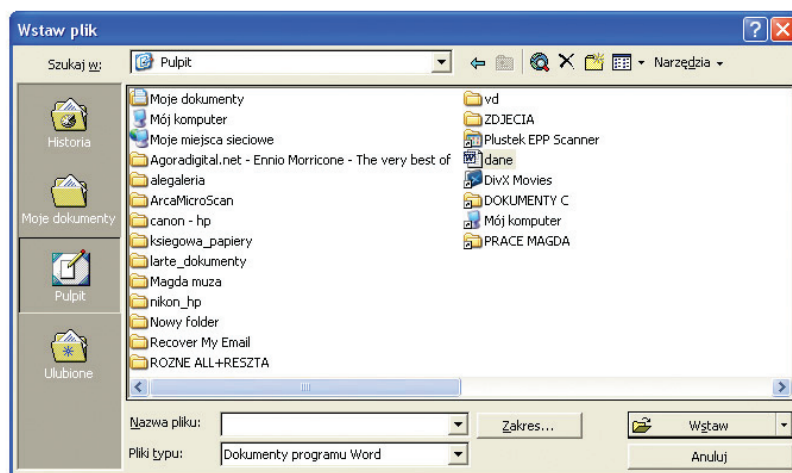 Wstaw plik
Szukaj w: Pulpit Narzędzia
Historia
Moje dokumenty
Pulpit
Ulubione
Moje dokumenty
Mój komputer
Moje miejsca sieciowe
Agoradigital.net - Ennio Morricone - The very best of
alegaleria
ArcaMicroScan
canon - hp
ksiegowa_papiery
larte_dokumenty
Magda muza
nikon_hp
Nowy folder
Recover My Email
ROZNE ALL+RESZTA
vd
ZDJECIA
Plustek EPP Scanner
dane
DivX Movies
DOKUMENTY C
Mój komputer
PRACE MAGDA
Nazwa pliku: Zakres... Wstaw
Pliki typu: Dokumenty programu Word Anuluj